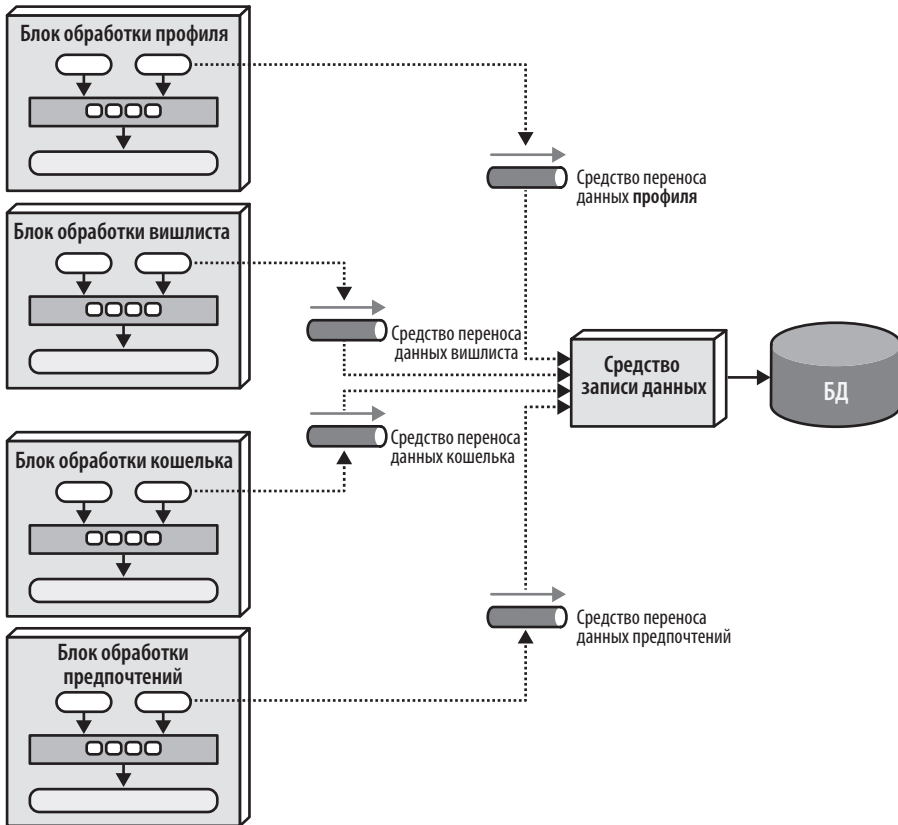 Блок обработки профиля
Средство переноса
данных профиля
Блок обработки вишлиста
Средство переноса
данных вишлиста
Средство
записи данных
БД
Средство переноса
данных кошелька
Блок обработки кошелька
Средство переноса
данных предпочтений
Блок обработки
предпочтений